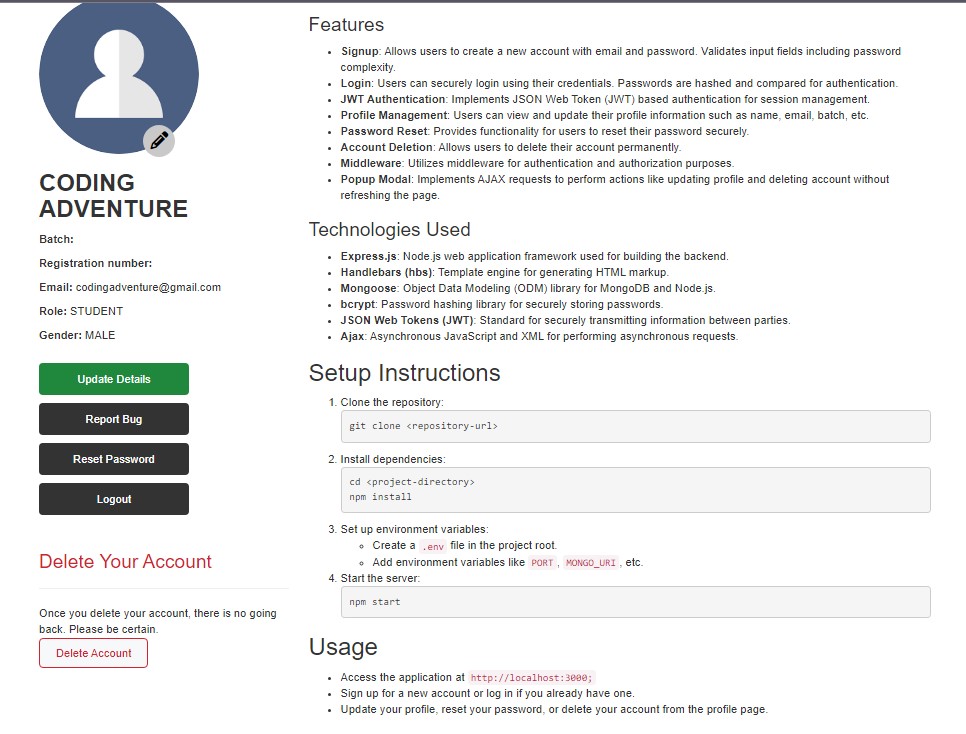 CODING
ADVENTURE
Batch:
Registration number:
Email: codingadventure@gmail.com
Role: STUDENT
Gender: MALE
Update Details
Report Bug
Reset Password
Logout
Delete Your Account
Once you delete your account, there is no going
back. Please be certain.
Delete Account
Features
Signup: Allows users to create a new account with email and password. Validates input fields including password
complexity.
Login: Users can securely login using their credentials. Passwords are hashed and compared for authentication.
JWT Authentication: Implements JSON Web Token (JWT) based authentication for session management.
Profile Management: Users can view and update their profile information such as name, email, batch, etc.
Password Reset: Provides functionality for users to reset their password securely.
Account Deletion: Allows users to delete their account permanently.
Middleware: Utilizes middleware for authentication and authorization purposes.
Popup Modal: Implements AJAX requests to perform actions like updating profile and deleting account without
refreshing the page.
Technologies Used
Express.js: Node.js web application framework used for building the backend.
Handlebars (hbs): Template engine for generating HTML markup.
Mongoose: Object Data Modeling (ODM) library for MongoDB and Node.js.
bcrypt: Password hashing library for securely storing passwords.
JSON Web Tokens (JWT): Standard for securely transmitting information between parties.
Ajax: Asynchronous JavaScript and XML for performing asynchronous requests.
Setup Instructions
1. Clone the repository:
git clone <repository-url>
2. Install dependencies:
cd <project-directory>
npm install
3. Set up environment variables:
Create a .env file in the project root.
Add environment variables like PORT, MONGO_URI, etc.
4. Start the server:
npm start
Usage
Access the application at http://localhost:3000;
Sign up for a new account or log in if you already have one.
Update your profile, reset your password, or delete your account from the profile page.